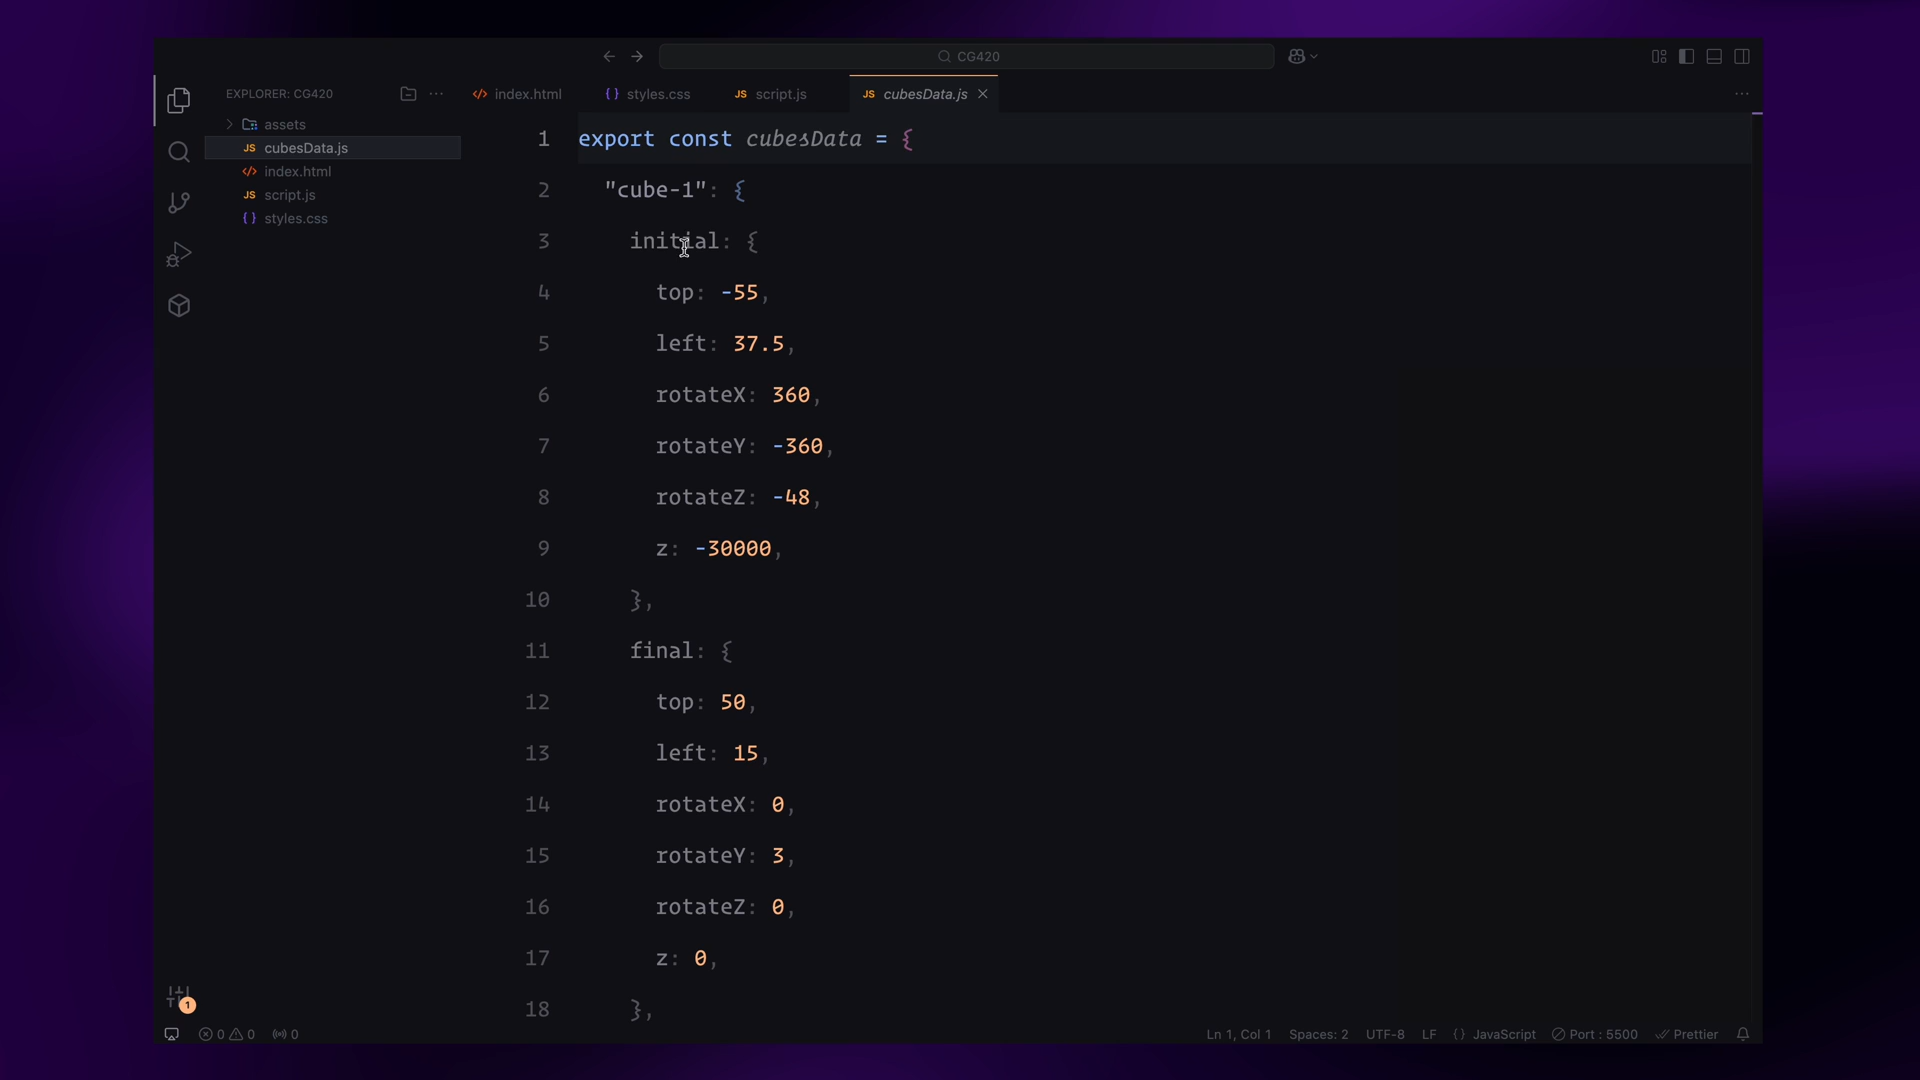 CG420
EXPLORER: CG420
index.html
styles.css
JS script.js
JS cubesData.js
assets
JS cubesData.js
index.html
JS script.js
styles.css
1 export const cubesData = {
2 "cube-1": {
3 initial: {
4 top: -55,
5 left: 37.5,
6 rotateX: 360,
7 rotateY: -360,
8 rotateZ: -48,
9 z: -30000,
10 },
11 final: {
12 top: 50,
13 left: 15,
14 rotateX: 0,
15 rotateY: 3,
16 rotateZ: 0,
17 z: 0,
18 },
1
0 0 0 Ln 1, Col 1 Spaces: 2 UTF-8 LF {} JavaScript Port : 5500 Prettier